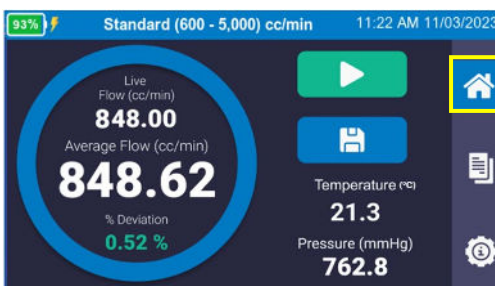 93%
Standard (600 - 5,000) cc/min
11:22 AM 11/03/2023
Live
Flow (cc/min)
848.00
Average Flow (cc/min)
848.62
% Deviation
0.52 %
Temperature (ºC)
21.3
Pressure (mmHg)
762.8